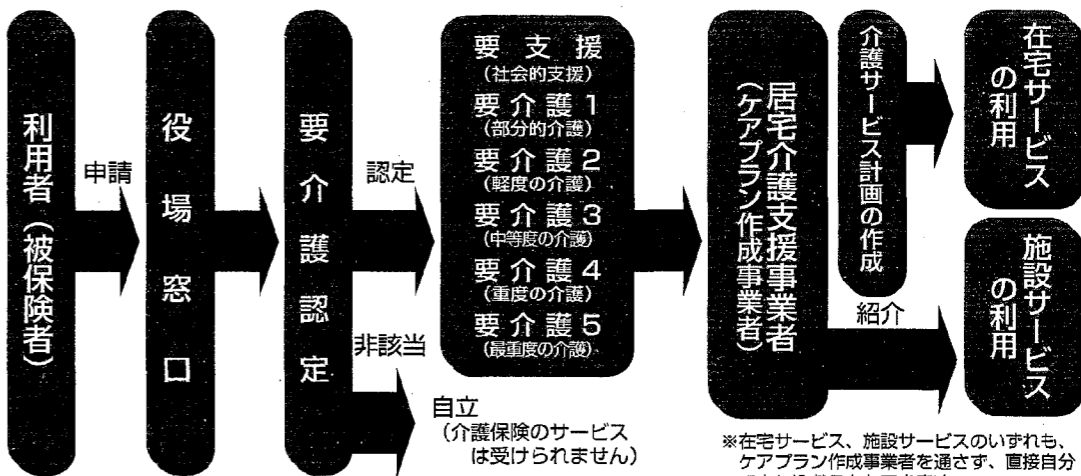 利用者(被保険者)
申請
役場窓口
要介護認定
認定
非該当
自立
(介護保険のサービス
は受けられません)
要支援
(社会的支援)
要介護1
(部分的介護)
要介護2
(軽度の介護)
要介護3
(中等度の介護)
要介護4
(重度の介護)
要介護5
(最重度の介護)
居宅介護支援事業者
(ケアプラン作成事業者)
介護サービス計画の作成
紹介
在宅サービス
の利用
施設サービス
の利用
※在宅サービス、施設サービスのいずれも、
ケアプラン作成事業者を通さず、直接自分